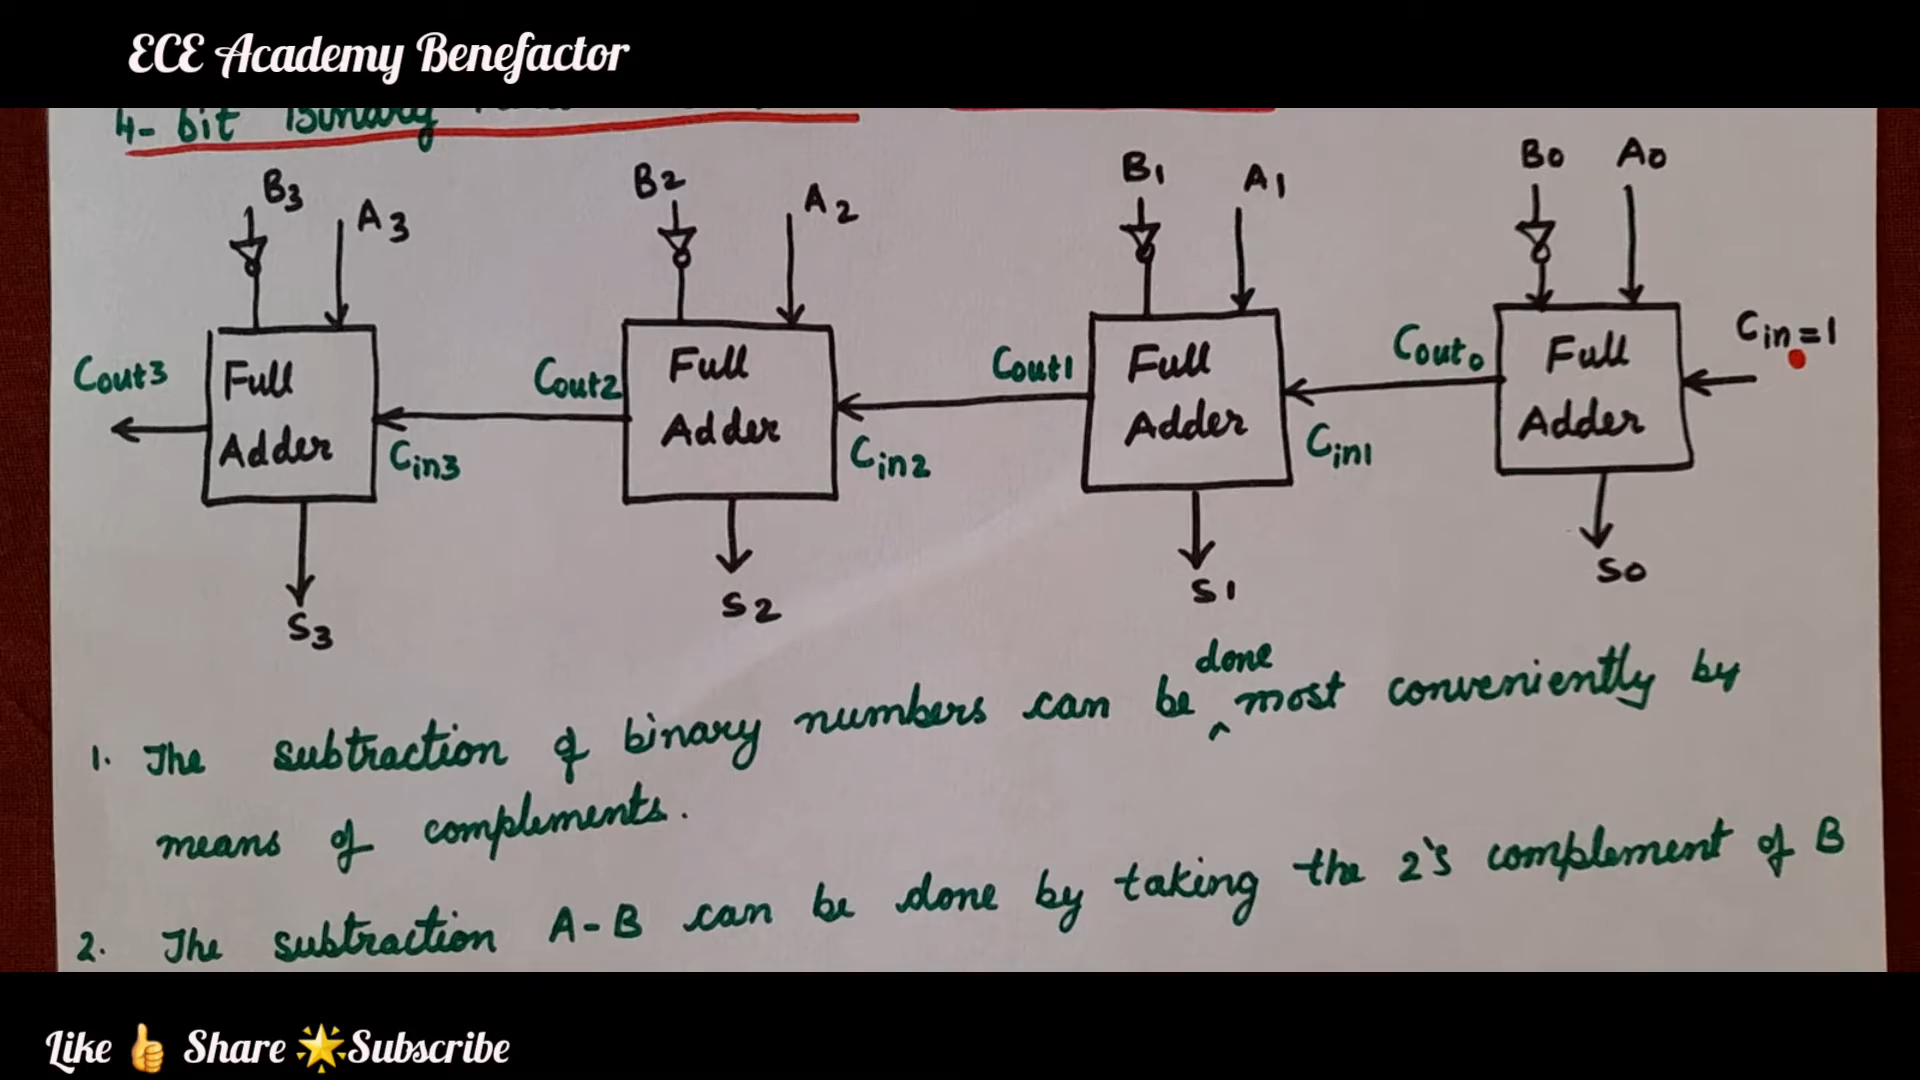 ECE Academy Benefactor
4- bit Binary
B3 A3 B2 A2 B1 A1 B0 A0
Cin=1
Cout3 Full Adder Cin3
Cout2 Full Adder Cin2
Cout1 Full Adder Cin1
Cout0 Full Adder
S3 S2 S1 S0
done
1. The subtraction of binary numbers can be ^ most conveniently by
means of complements.
2. The subtraction A-B can be done by taking the 2's complement of B
Like 👍 Share 🌟Subscribe